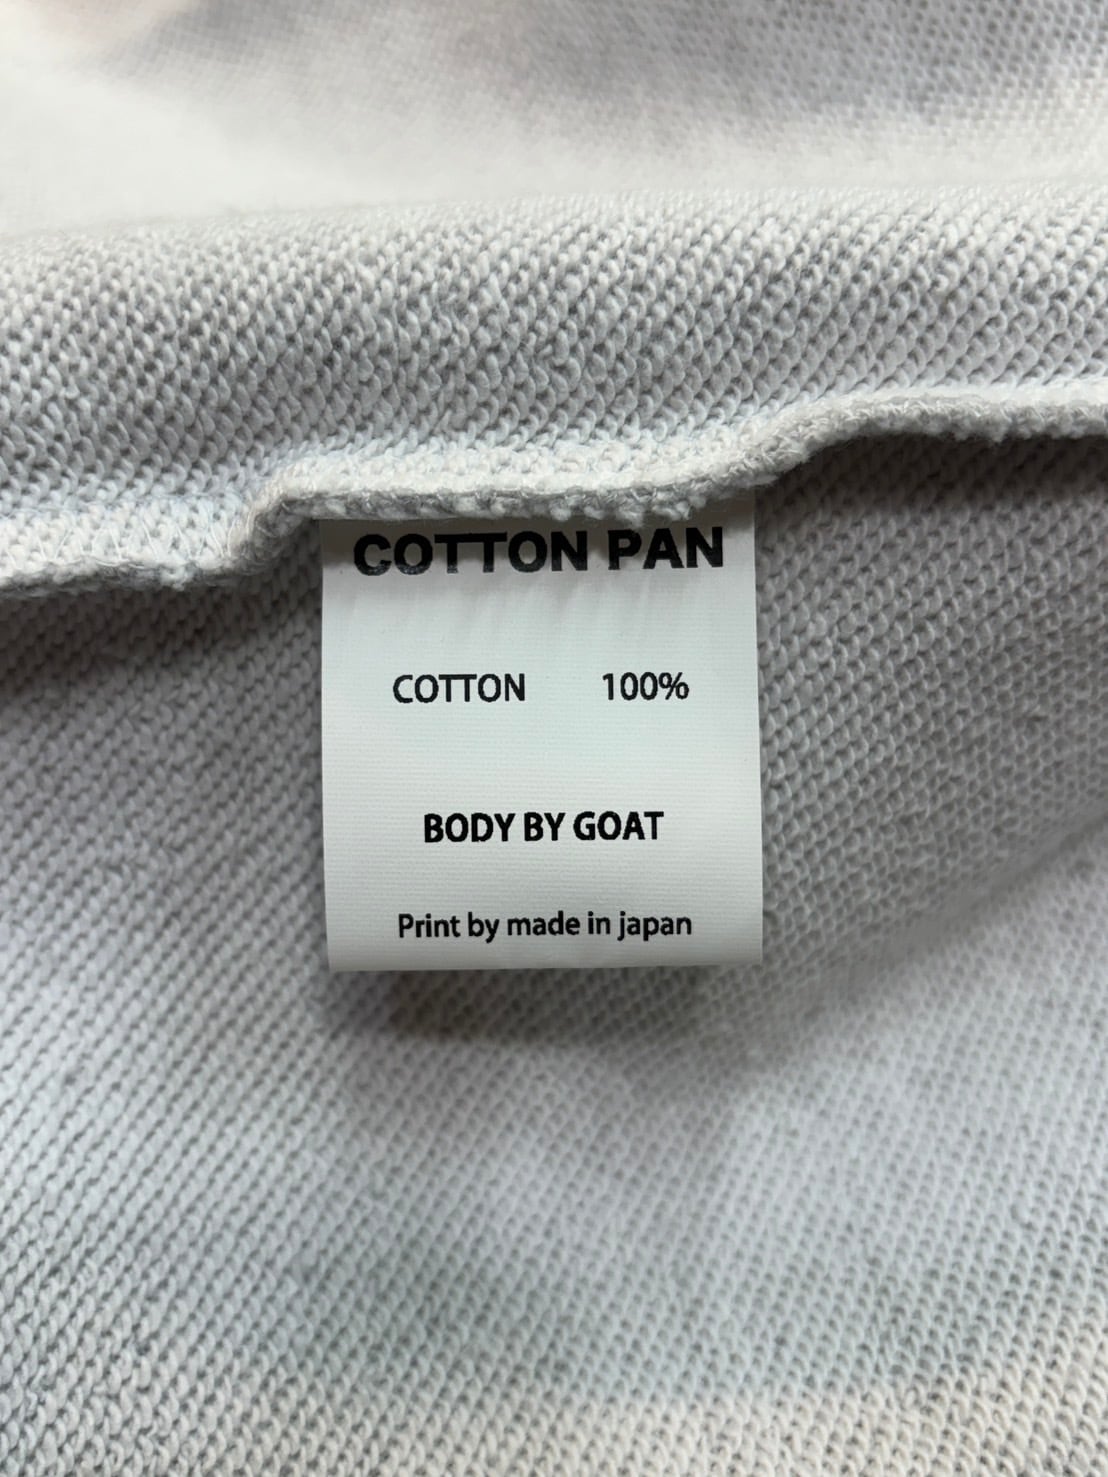 COTTON PAN
COTTON 100%
BODY BY GOAT
Print by made in japan